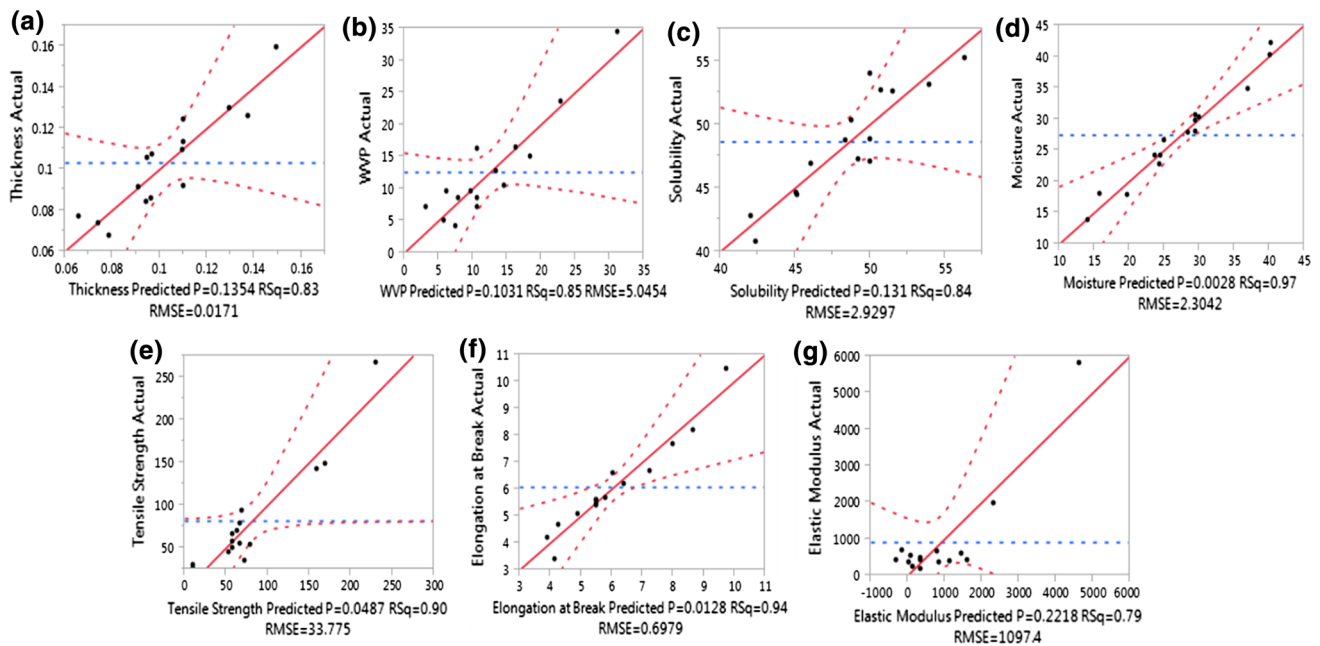 (a)
Thickness Actual
0.16
0.14
0.12
0.1
0.08
0.06
0.06 0.08 0.1 0.12 0.14 0.16
Thickness Predicted P=0.1354 RSq=0.83
RMSE=0.0171
(b)
WVP Actual
35
30
25
20
15
10
5
0
0 5 10 15 20 25 30 35
WVP Predicted P=0.1031 RSq=0.85 RMSE=5.0454
(c)
Solubility Actual
55
50
45
40
40 45 50 55
Solubility Predicted P=0.131 RSq=0.84
RMSE=2.9297
(d)
Moisture Actual
45
40
35
30
25
20
15
10
10 15 20 25 30 35 40 45
Moisture Predicted P=0.0028 RSq=0.97
RMSE=2.3042
(e)
Tensile Strength Actual
250
200
150
100
50
0 50 100 150 200 250 300
Tensile Strength Predicted P=0.0487 RSq=0.90
RMSE=33.775
(f)
Elongation at Break Actual
11
10
9
8
7
6
5
4
3
3 4 5 6 7 8 9 10 11
Elongation at Break Predicted P=0.0128 RSq=0.94
RMSE=0.6979
(g)
Elastic Modulus Actual
6000
5000
4000
3000
2000
1000
0
-1000 0 1000 2000 3000 4000 5000 6000
Elastic Modulus Predicted P=0.2218 RSq=0.79
RMSE=1097.4